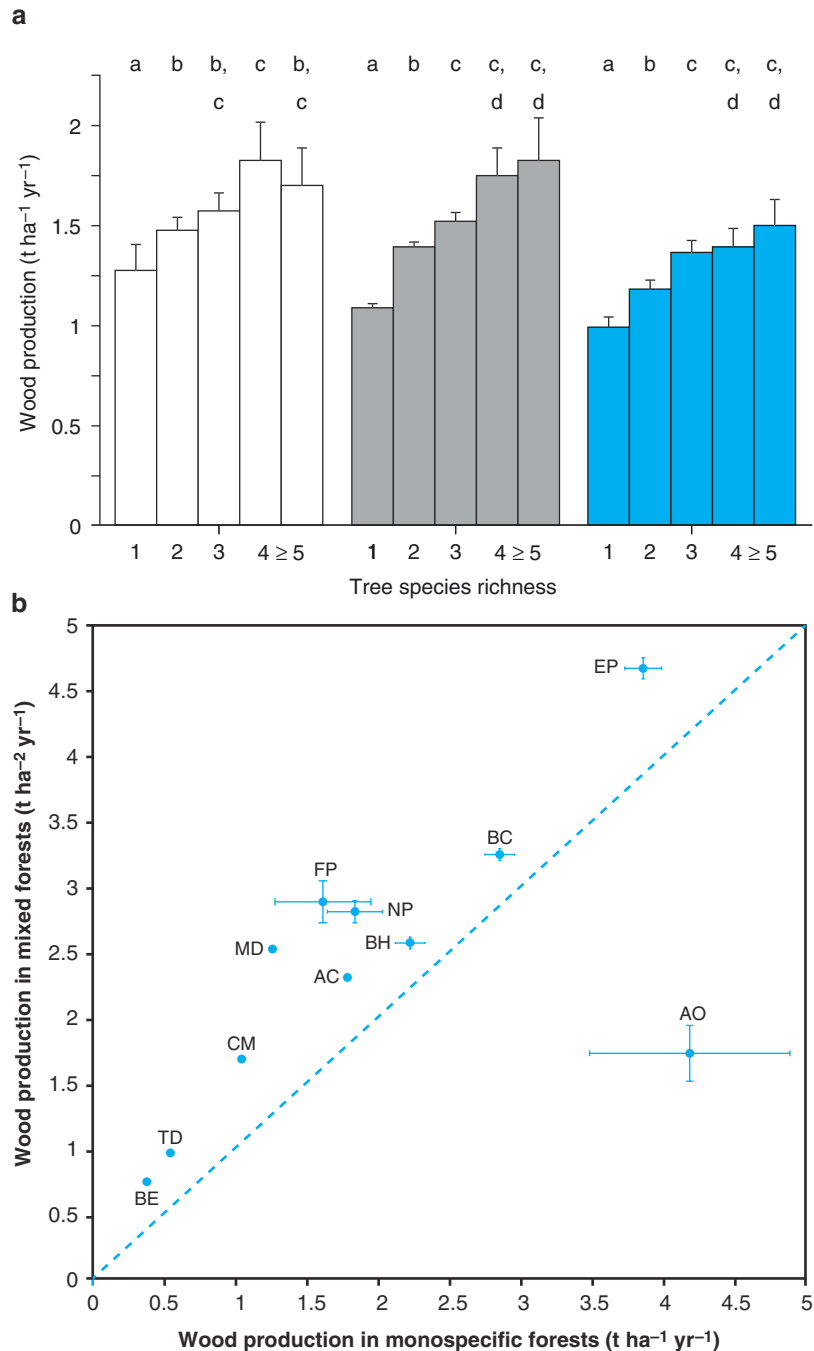 a
a b b, c b, a b c c, c, a b c c, c,
c c d d d d
2
1.5
1
0.5
0
Wood production (t ha⁻¹ yr⁻¹)
1 2 3 4 ≥ 5 1 2 3 4 ≥ 5 1 2 3 4 ≥ 5
Tree species richness
b
5
4.5
4
3.5
3
2.5
2
1.5
1
0.5
0
Wood production in mixed forests (t ha⁻² yr⁻¹)
EP
BC
FP
NP
BH
MD
AC
AO
CM
TD
BE
0 0.5 1 1.5 2 2.5 3 3.5 4 4.5 5
Wood production in monospecific forests (t ha⁻¹ yr⁻¹)